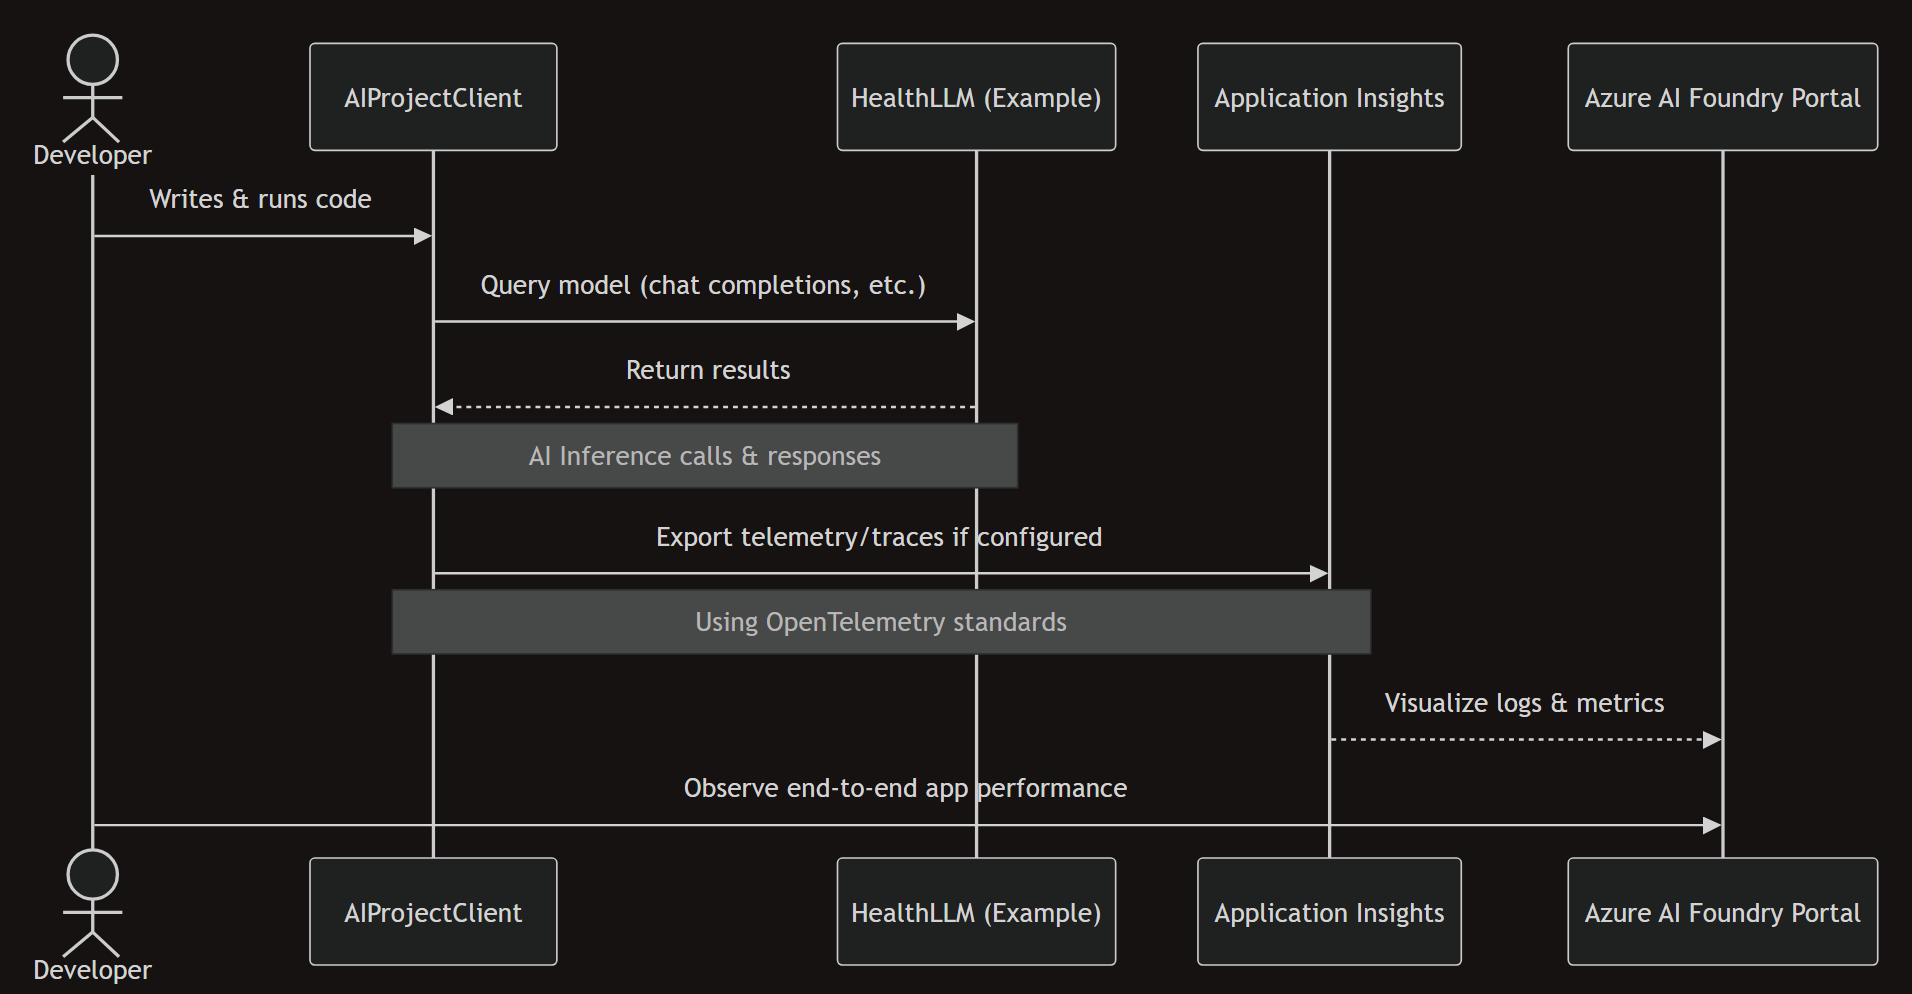 Developer
AIProjectClient
HealthLLM (Example)
Application Insights
Azure AI Foundry Portal
Writes & runs code
Query model (chat completions, etc.)
Return results
AI Inference calls & responses
Export telemetry/traces if configured
Using OpenTelemetry standards
Visualize logs & metrics
Observe end-to-end app performance
Developer
AIProjectClient
HealthLLM (Example)
Application Insights
Azure AI Foundry Portal